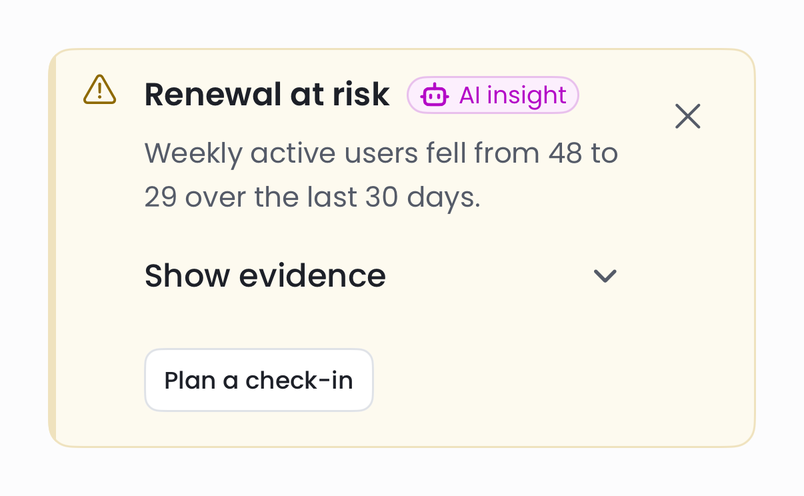 Renewal at risk AI insight
Weekly active users fell from 48 to
29 over the last 30 days.
Show evidence
Plan a check-in